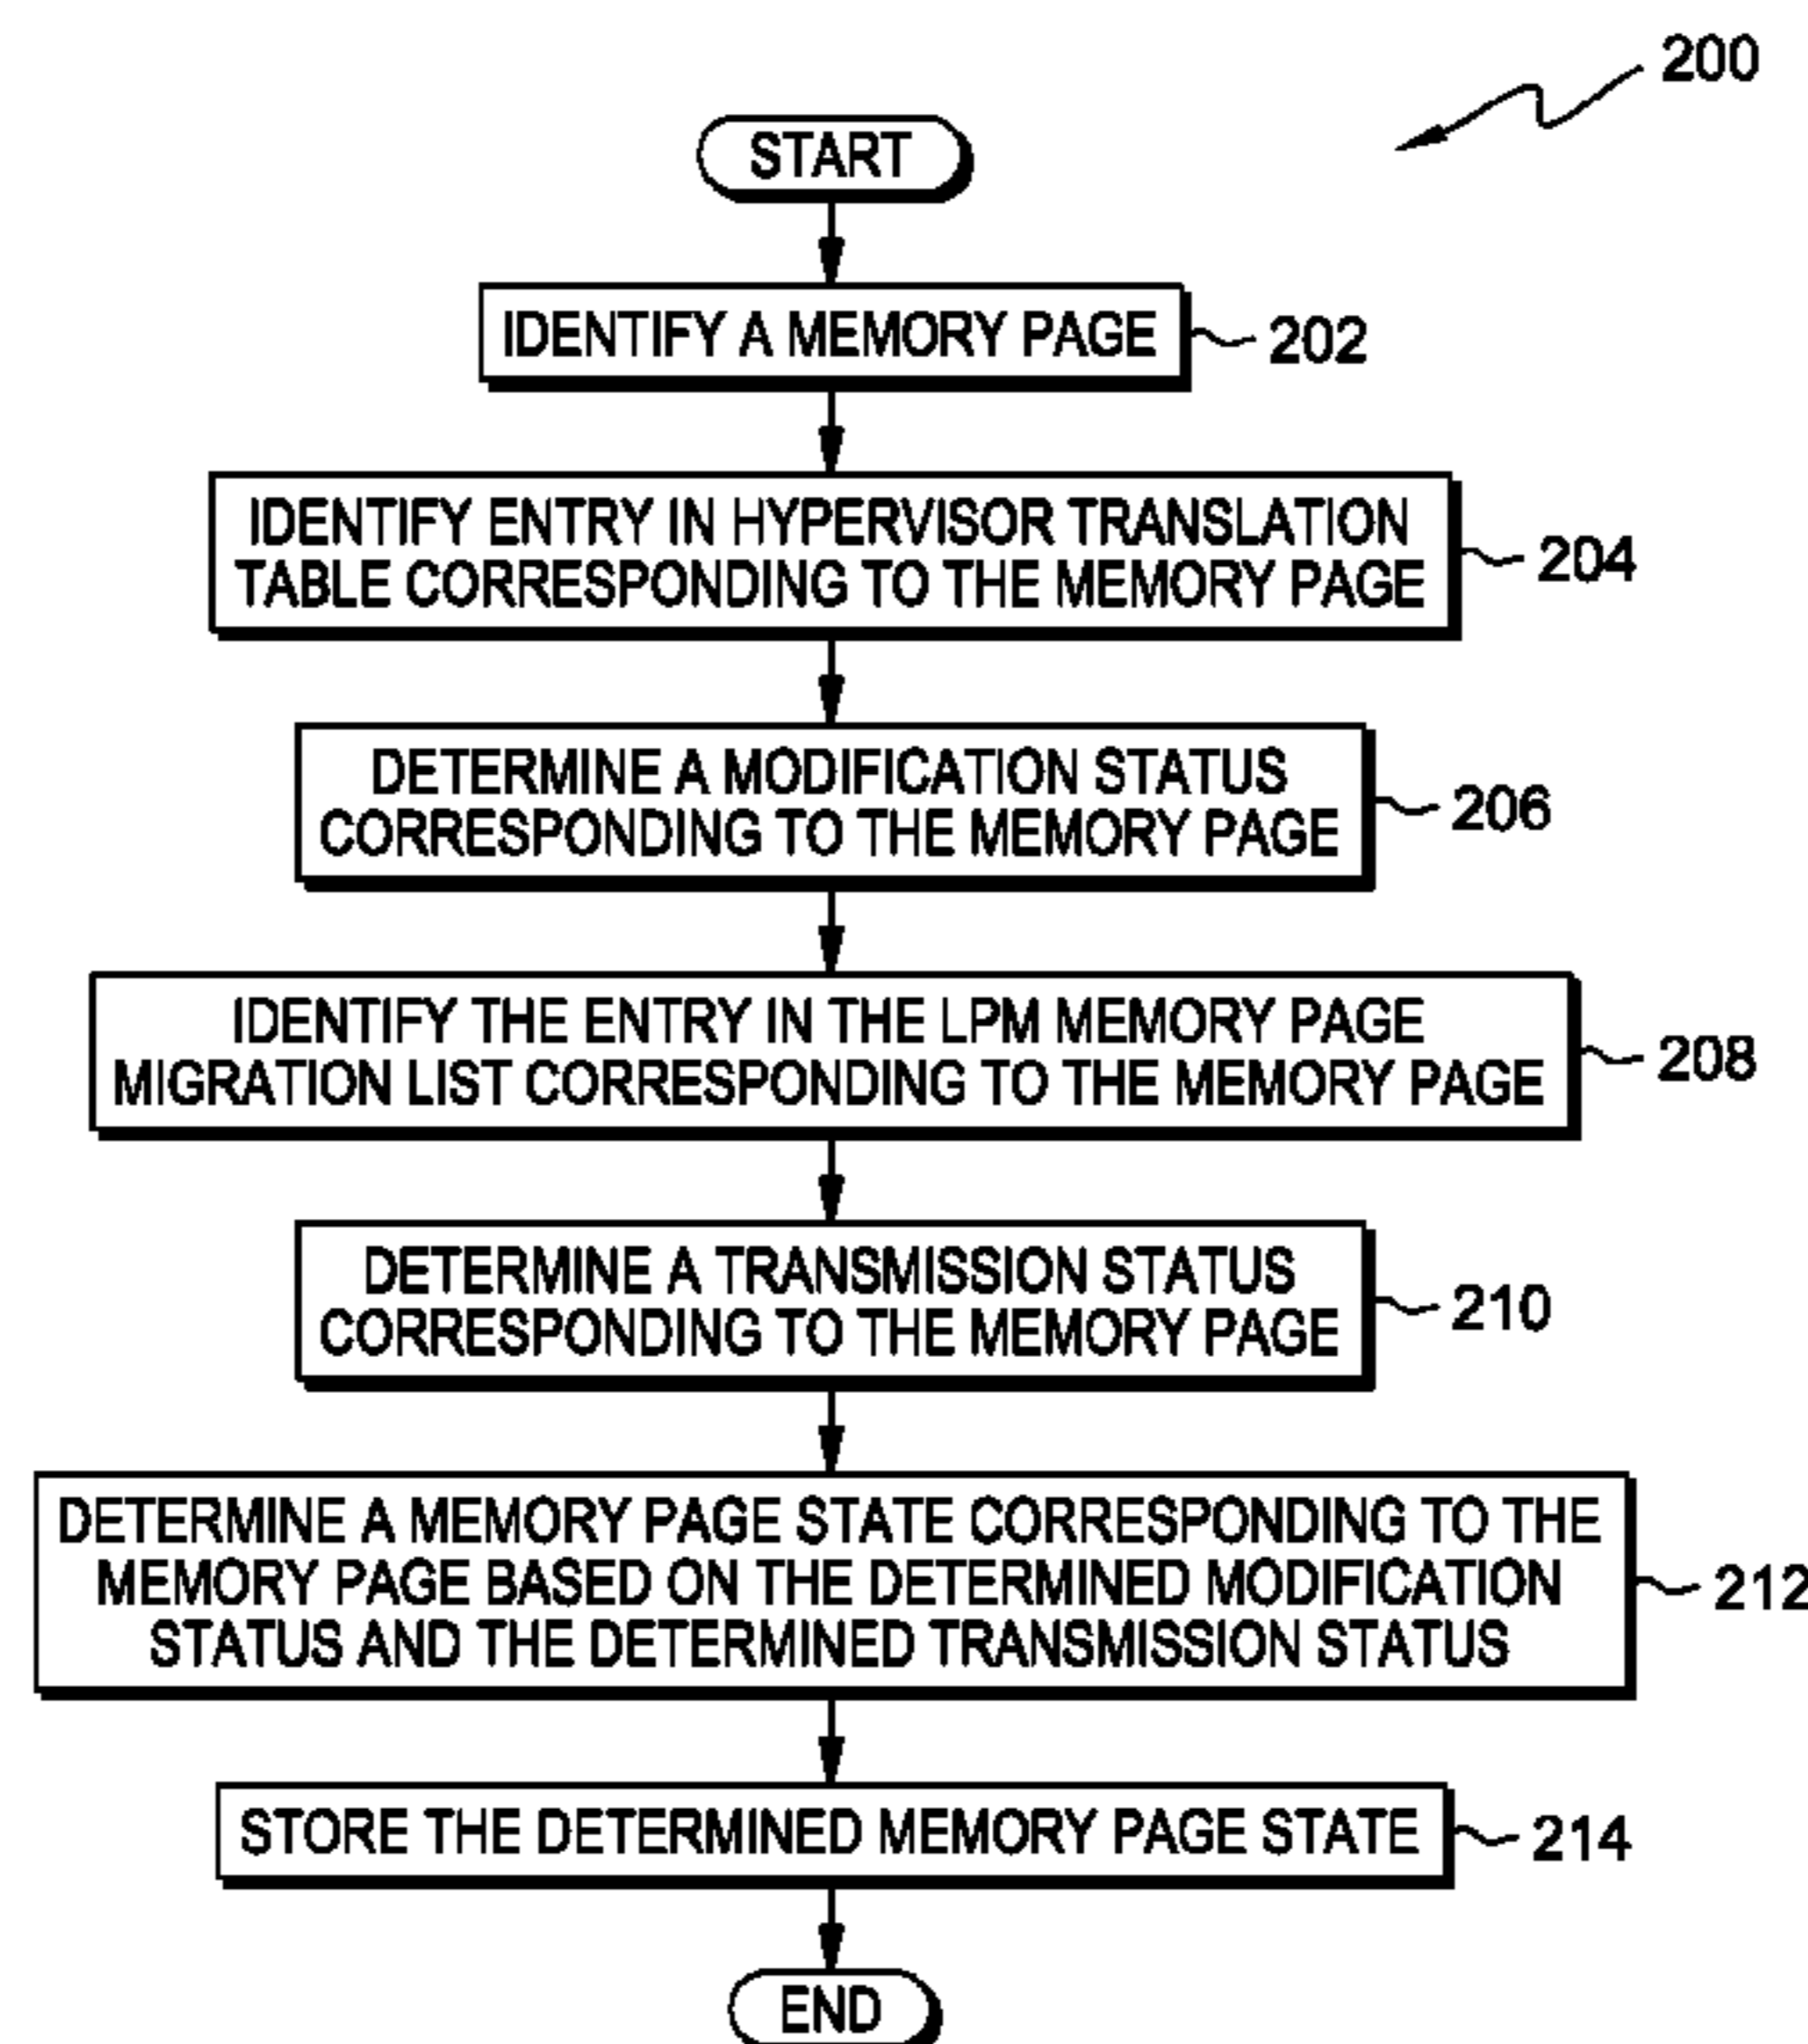 200
START
IDENTIFY A MEMORY PAGE
202
IDENTIFY ENTRY IN HYPERVISOR TRANSLATION
TABLE CORRESPONDING TO THE MEMORY PAGE
204
DETERMINE A MODIFICATION STATUS
CORRESPONDING TO THE MEMORY PAGE
206
IDENTIFY THE ENTRY IN THE LPM MEMORY PAGE
MIGRATION LIST CORRESPONDING TO THE MEMORY PAGE
208
DETERMINE A TRANSMISSION STATUS
CORRESPONDING TO THE MEMORY PAGE
210
DETERMINE A MEMORY PAGE STATE CORRESPONDING TO THE
MEMORY PAGE BASED ON THE DETERMINED MODIFICATION
STATUS AND THE DETERMINED TRANSMISSION STATUS
212
STORE THE DETERMINED MEMORY PAGE STATE
214
END